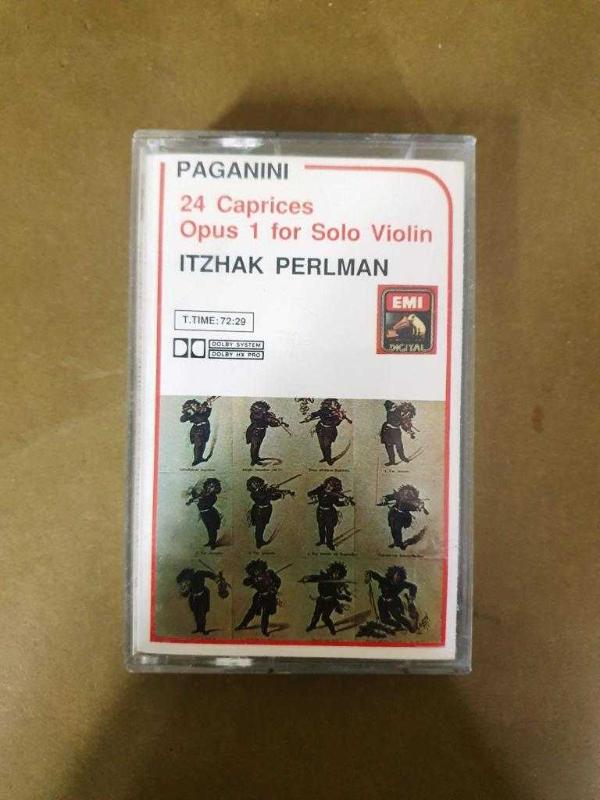 PAGANINI
24 Caprices
Opus 1 for Solo Violin
ITZHAK PERLMAN
T.TIME: 72:29
DOLBY SYSTEM
DOLBY HX PRO
EMI
DIGITAL